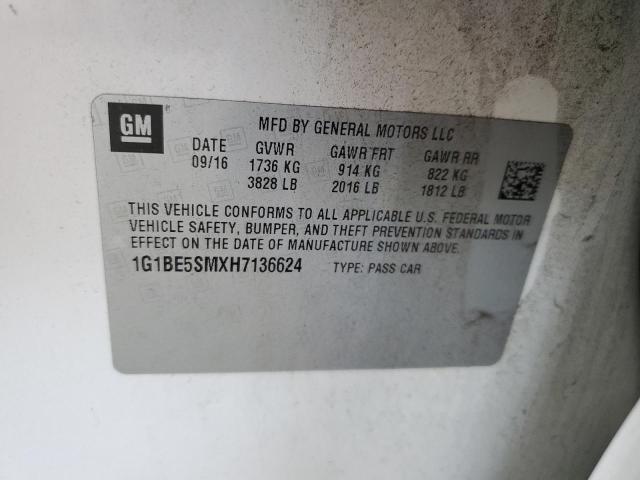 GM
MFD BY GENERAL MOTORS LLC
DATE GVWR GAWR FRT GAWR RR
09/16 1736 KG 914 KG 822 KG
3828 LB 2016 LB 1812 LB
THIS VEHICLE CONFORMS TO ALL APPLICABLE U.S. FEDERAL MOTOR
VEHICLE SAFETY, BUMPER, AND THEFT PREVENTION STANDARDS IN
EFFECT ON THE DATE OF MANUFACTURE SHOWN ABOVE.
1G1BE5SMXH7136624 TYPE: PASS CAR